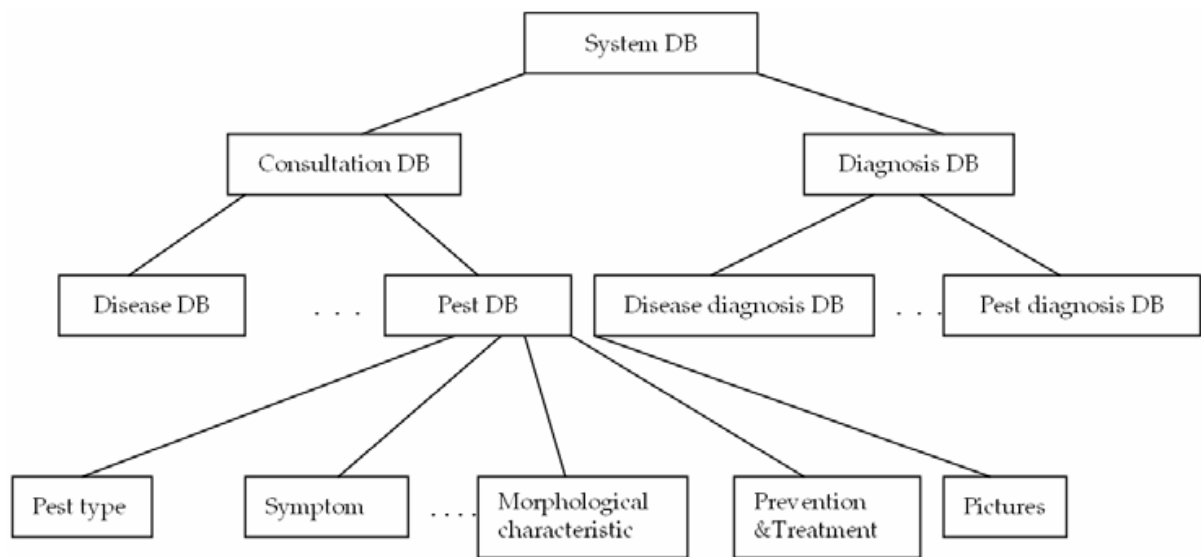 System DB
Consultation DB
Diagnosis DB
Disease DB
. . .
Pest DB
Disease diagnosis DB
. . .
Pest diagnosis DB
Pest type
Symptom
. . . .
Morphological
characteristic
Prevention
&Treatment
Pictures